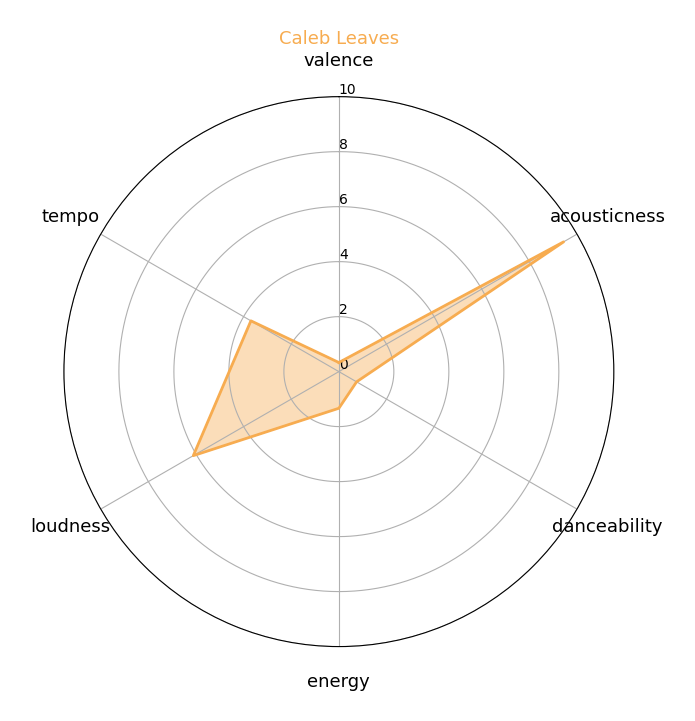 Caleb Leaves
valence
10
8
tempo
acousticness
6
4
2
0
loudness
danceability
energy